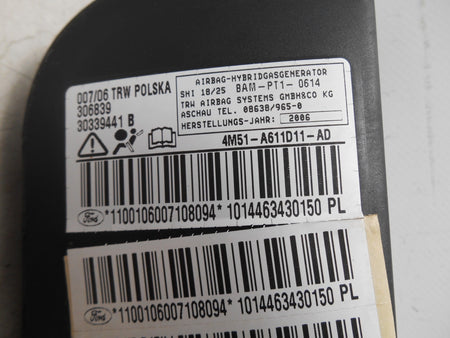 007/06 TRW POLSKA
306839
30339441 B
AIRBAG-HYBRIDGASGENERATOR
SHI 18/25 BAM-PT1-0614
TRW AIRBAG SYSTEMS GMBH&CO KG
ASCHAU TEL. 08638/965-0
HERSTELLUNGS-JAHR: 2006
4M51-A611D11-AD
Ford *1100106007108094* 1014463430150 PL
Ford *1100106007108094* 1014463430150 PL